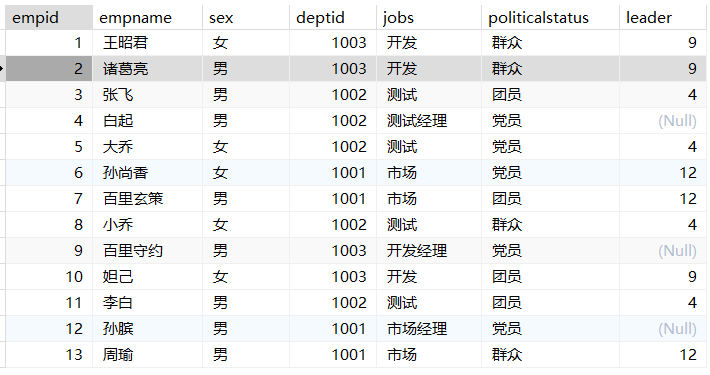 empid empname sex deptid jobs politicalstatus leader
1 王昭君 女 1003 开发 群众 9
2 诸葛亮 男 1003 开发 群众 9
3 张飞 男 1002 测试 团员 4
4 白起 男 1002 测试经理 党员 (Null)
5 大乔 女 1002 测试 党员 4
6 孙尚香 女 1001 市场 党员 12
7 百里玄策 男 1001 市场 团员 12
8 小乔 女 1002 测试 群众 4
9 百里守约 男 1003 开发经理 党员 (Null)
10 妲己 女 1003 开发 团员 9
11 李白 男 1002 测试 团员 4
12 孙膑 男 1001 市场经理 党员 (Null)
13 周瑜 男 1001 市场 群众 12